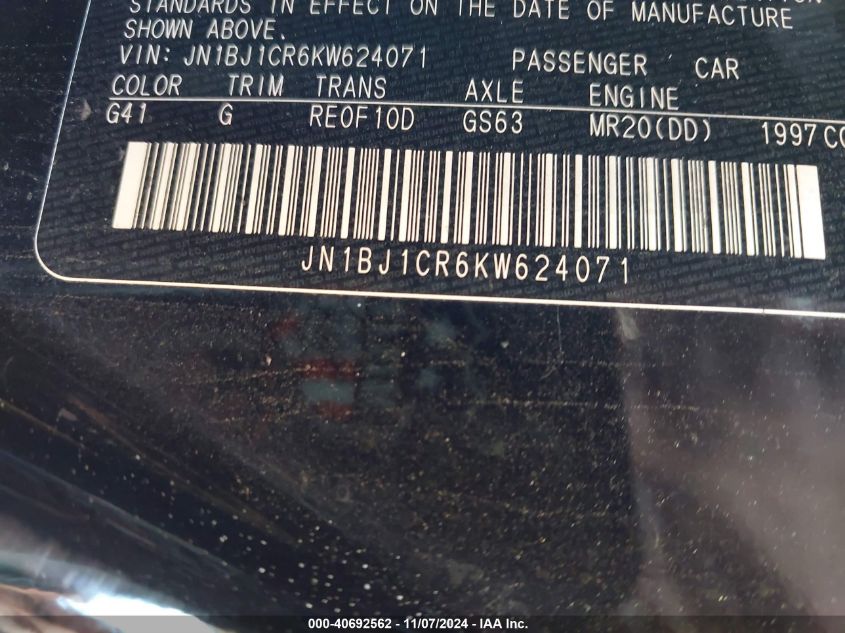 STANDARDS IN EFFECT ON THE DATE OF MANUFACTURE
SHOWN ABOVE.
VIN: JN1BJ1CR6KW624071 PASSENGER CAR
COLOR TRIM TRANS AXLE ENGINE
G41 G RE0F10D GS63 MR20(DD) 1997 CC
JN1BJ1CR6KW624071
000-40692562 - 11/07/2024 - IAA Inc.